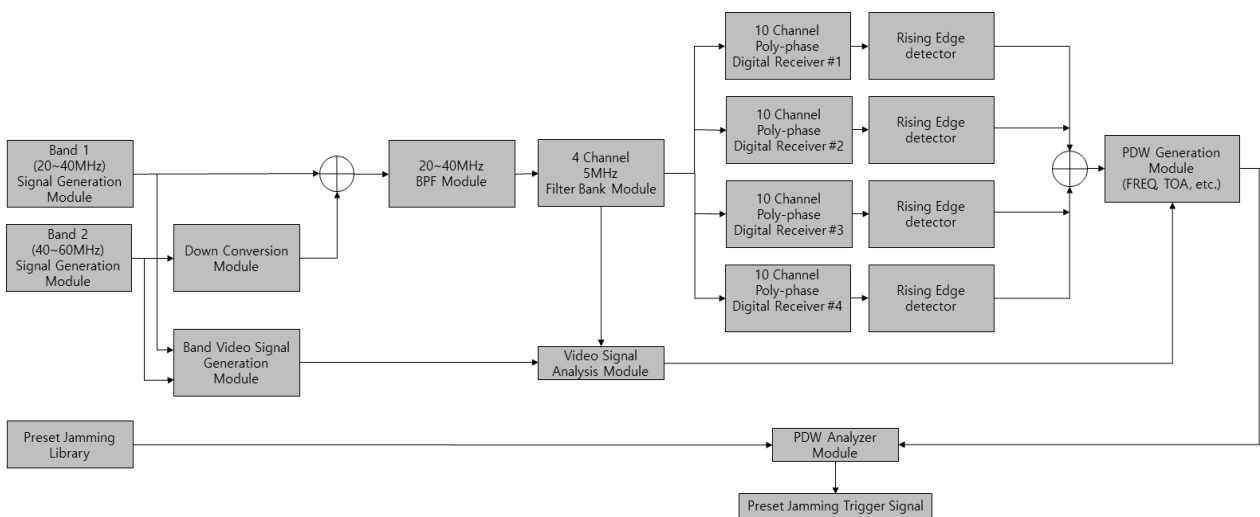 Band 1
(20~40MHz)
Signal Generation
Module
Band 2
(40~60MHz)
Signal Generation
Module
Down Conversion
Module
Band Video Signal
Generation
Module
20~40MHz
BPF Module
4 Channel
5MHz
Filter Bank Module
Video Signal
Analysis Module
10 Channel
Poly-phase
Digital Receiver #1
Rising Edge
detector
10 Channel
Poly-phase
Digital Receiver #2
Rising Edge
detector
10 Channel
Poly-phase
Digital Receiver #3
Rising Edge
detector
10 Channel
Poly-phase
Digital Receiver #4
Rising Edge
detector
PDW Generation
Module
(FREQ, TOA, etc.)
Preset Jamming
Library
PDW Analyzer
Module
Preset Jamming Trigger Signal